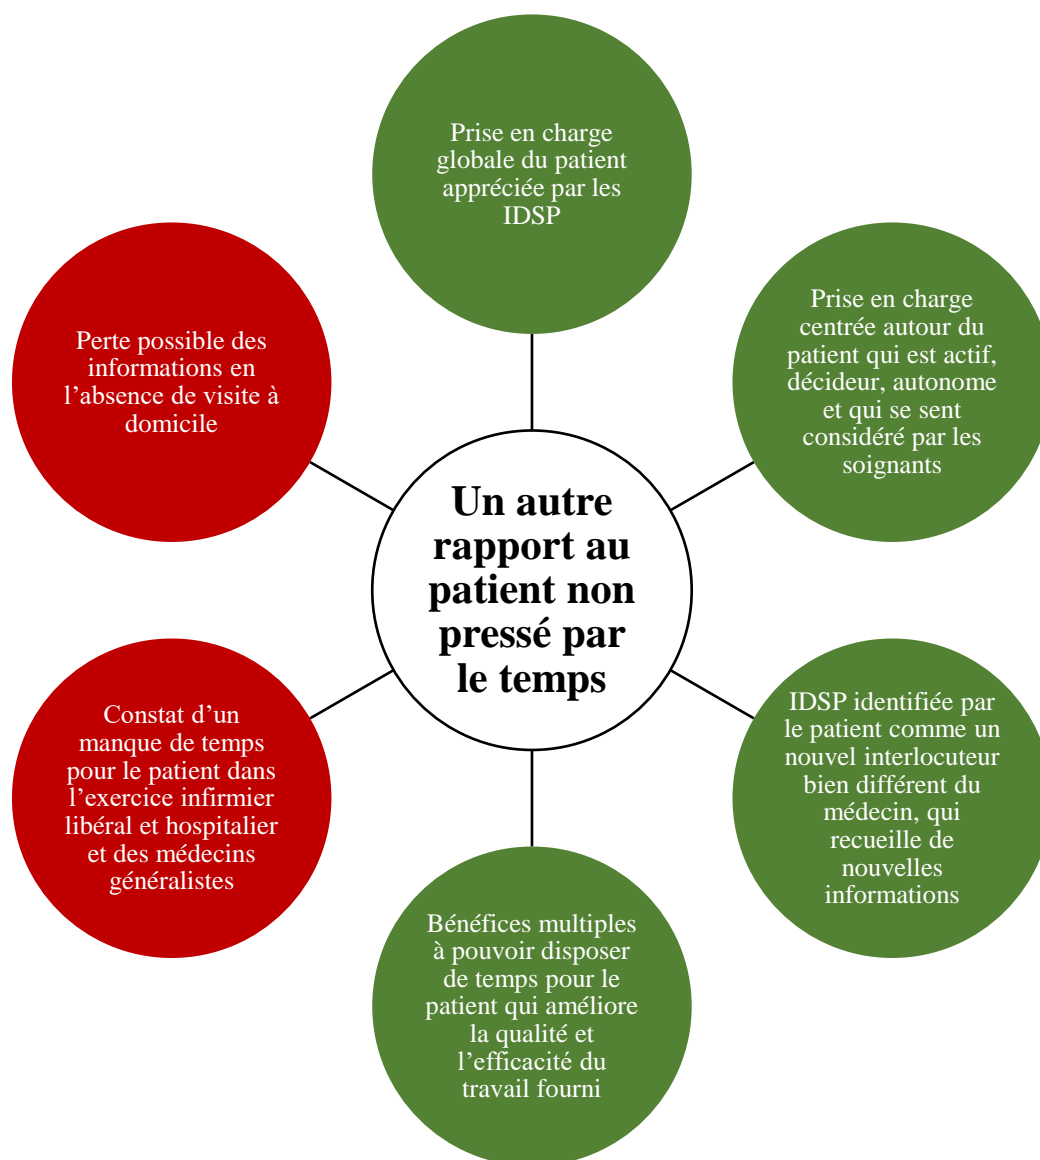 Prise en charge
globale du patient
appréciée par les
IDSP
Prise en charge
centrée autour du
patient qui est actif,
décideur, autonome
et qui se sent
considéré par les
soignants
Perte possible des
informations en
l’absence de visite à
domicile
Un autre
rapport au
patient non
pressé par
le temps
IDSP identifiée par
le patient comme un
nouvel interlocuteur
bien différent du
médecin, qui
recueille de
nouvelles
informations
Constat d’un
manque de temps
pour le patient dans
l’exercice infirmier
libéral et hospitalier
et des médecins
généralistes
Bénéfices multiples
à pouvoir disposer
de temps pour le
patient qui améliore
la qualité et
l’efficacité du
travail fourni